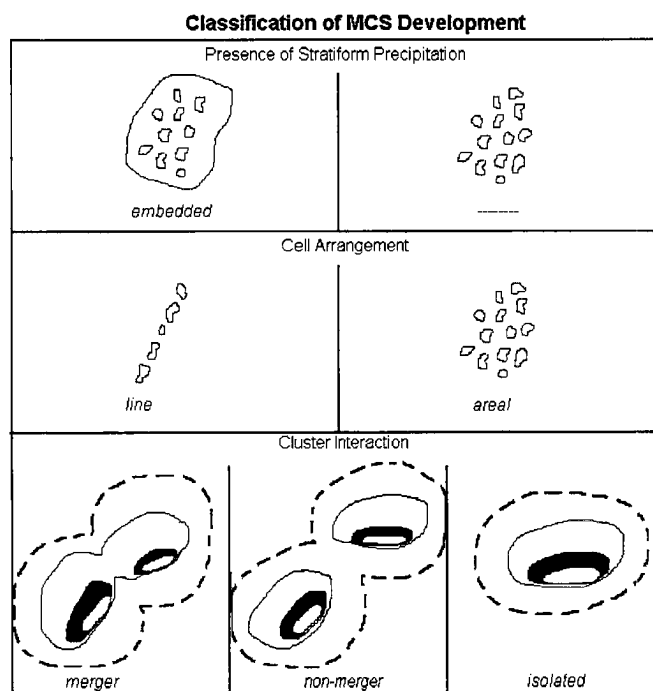 Classification of MCS Development
Presence of Stratiform Precipitation
embedded
---------
Cell Arrangement
line
areal
Cluster Interaction
merger
non-merger
isolated